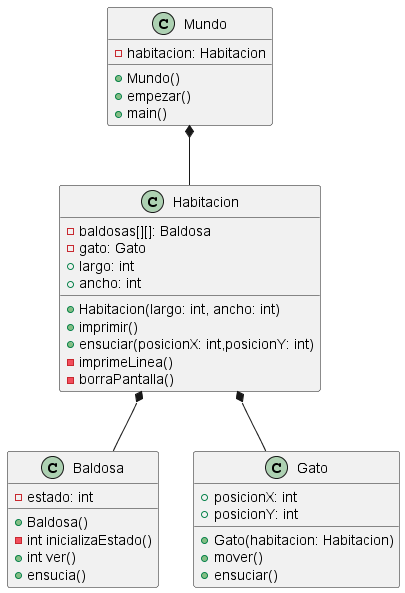 C Mundo
habitacion: Habitacion
Mundo()
empezar()
main()
C Habitacion
baldosas[][]: Baldosa
gato: Gato
largo: int
ancho: int
Habitacion(largo: int, ancho: int)
imprimir()
ensuciar(posicionX: int,posicionY: int)
imprimeLinea()
borraPantalla()
C Baldosa
estado: int
Baldosa()
int inicializaEstado()
int ver()
ensucia()
C Gato
posicionX: int
posicionY: int
Gato(habitacion: Habitacion)
mover()
ensuciar()